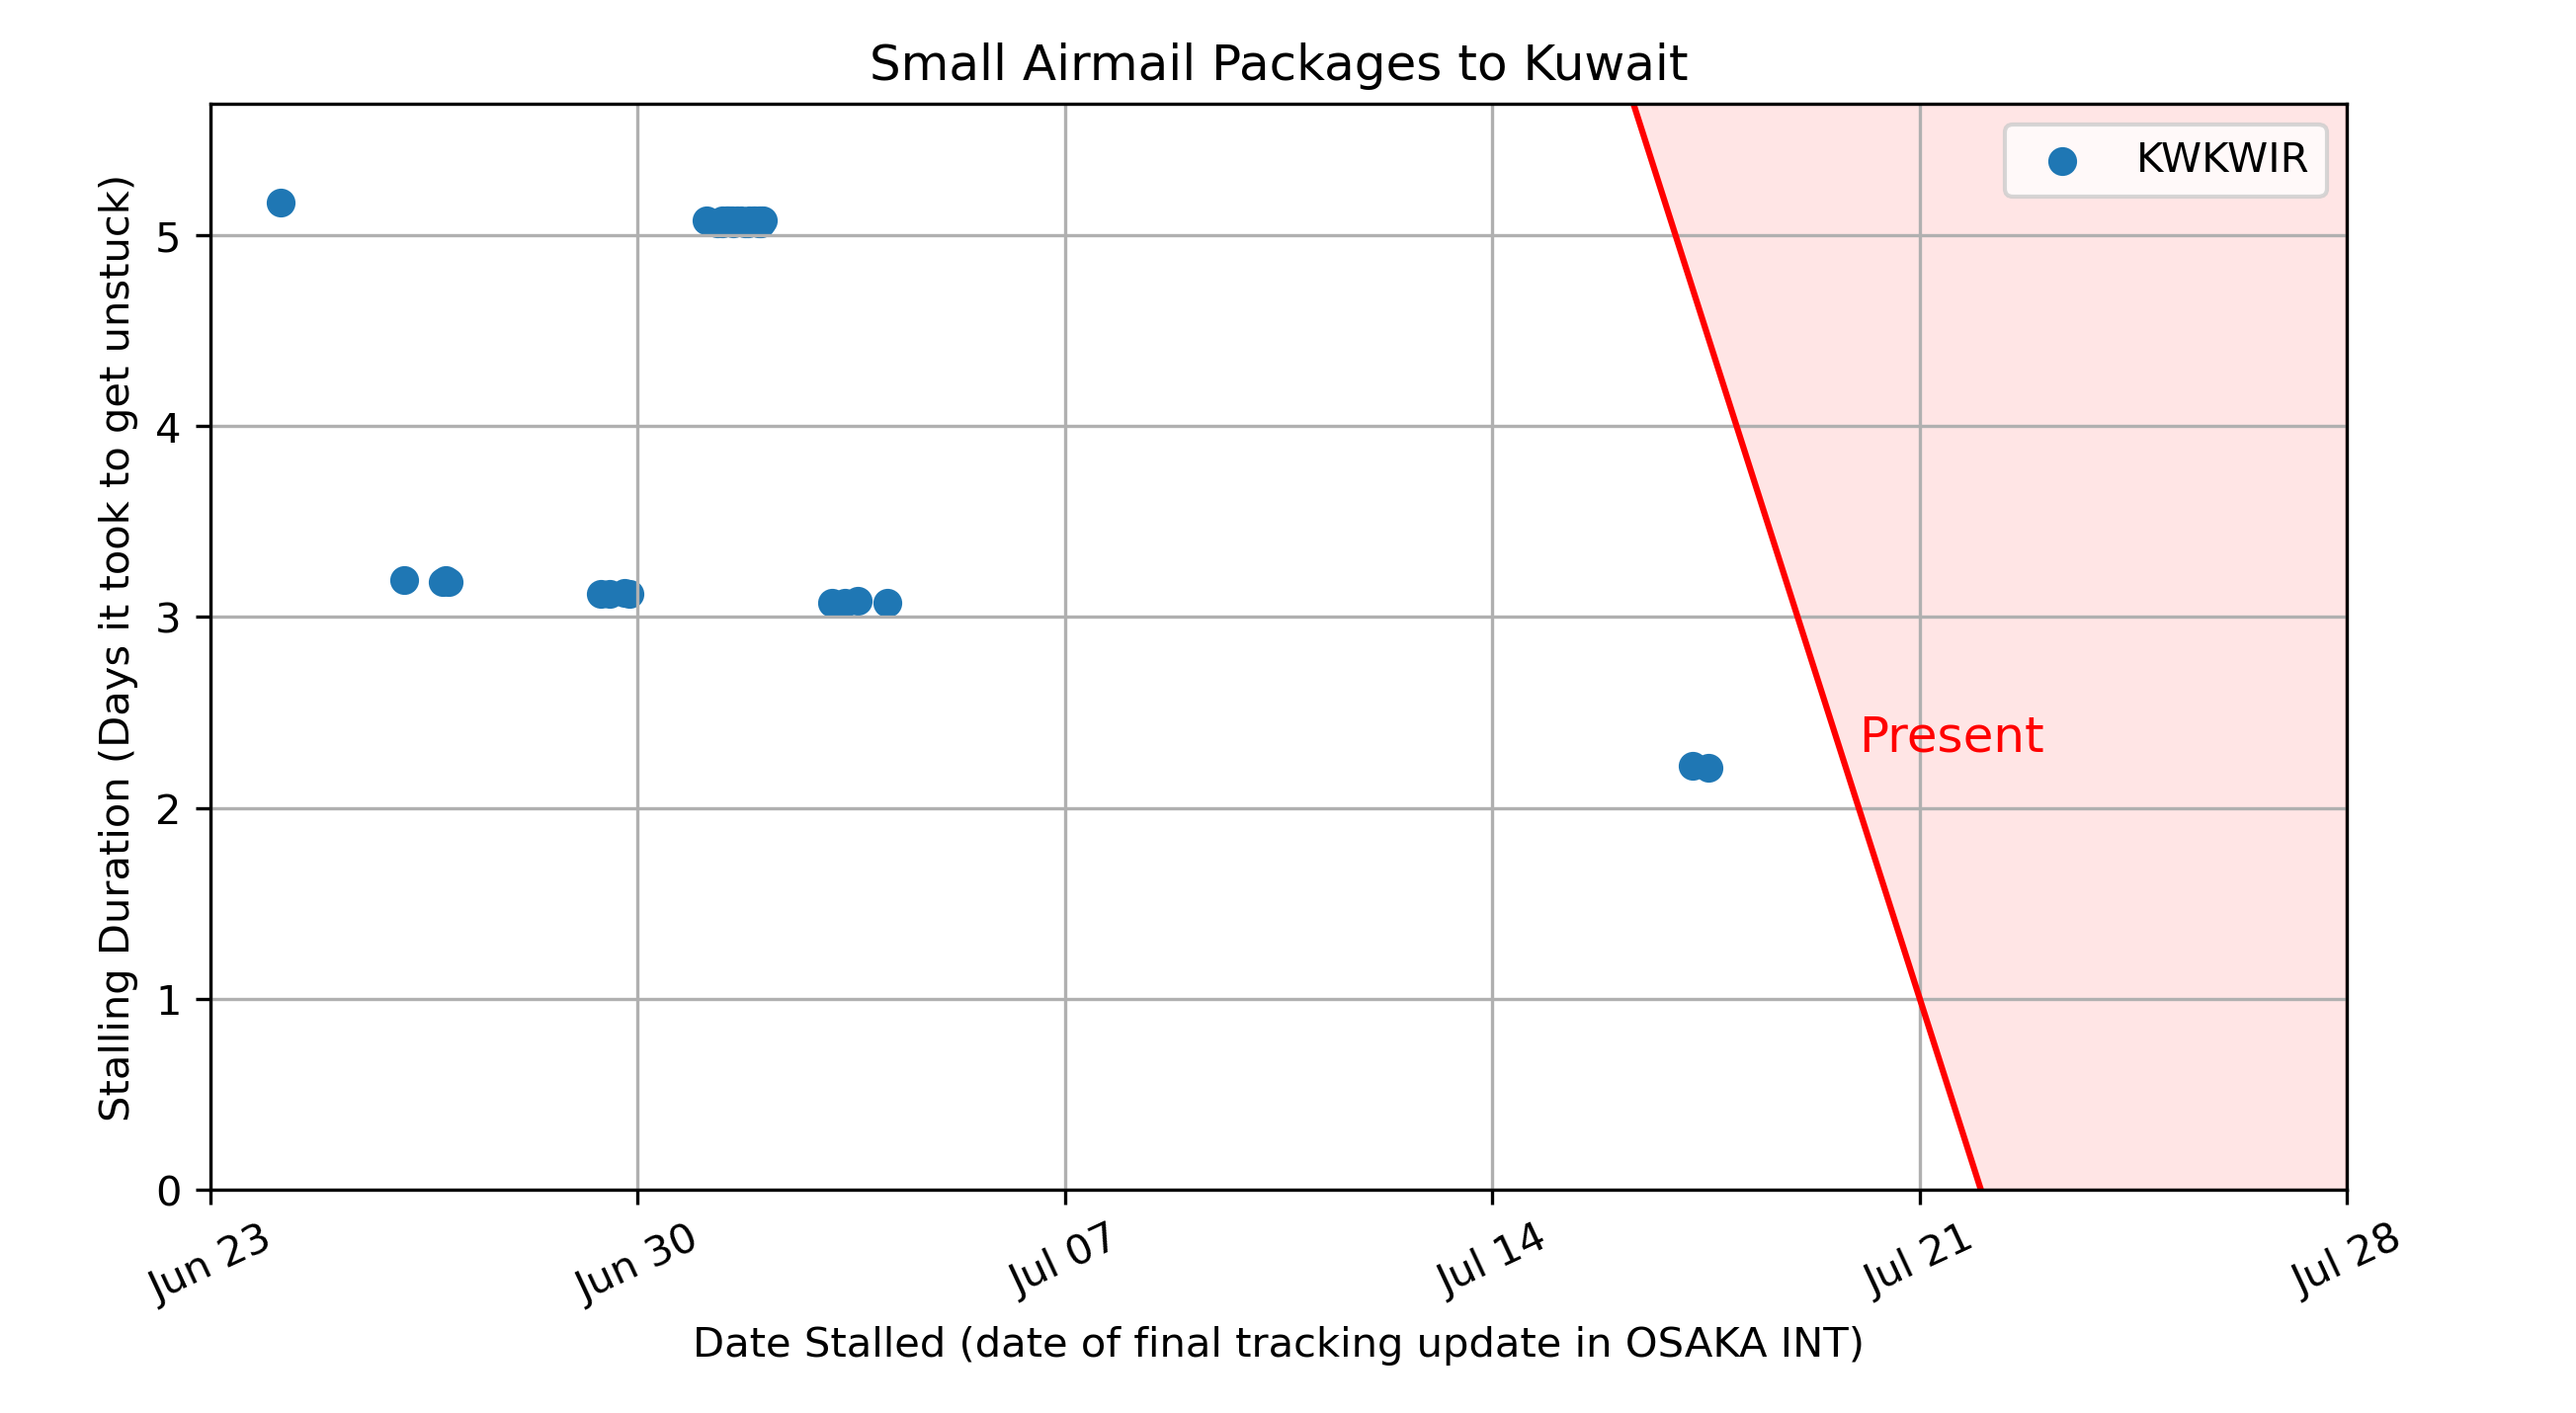 Small Airmail Packages to Kuwait
KWKWIR
Stalling Duration (Days it took to get unstuck)
5
4
3
2
1
0
Present
Jun 23
Jun 30
Jul 07
Jul 14
Jul 21
Jul 28
Date Stalled (date of final tracking update in OSAKA INT)